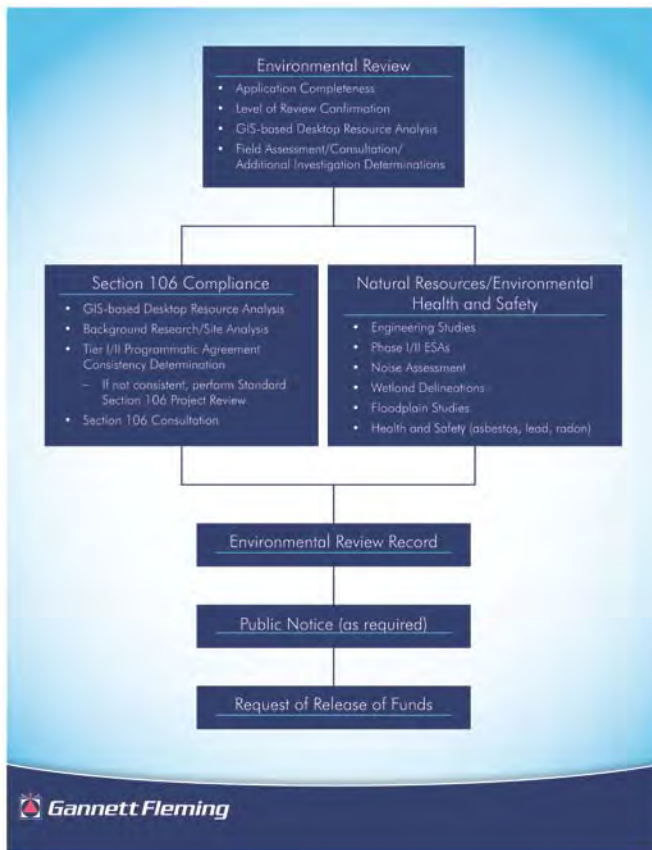 Environmental Review
• Application Completeness
• Level of Review Confirmation
• GIS-based Desktop Resource Analysis
• Field Assessment/Consultation/
Additional Investigation Determinations
Section 106 Compliance
• GIS-based Desktop Resource Analysis
• Background Research/Site Analysis
• Tier I/II Programmatic Agreement
Consistency Determination
– If not consistent, perform Standard
Section 106 Project Review
• Section 106 Consultation
Natural Resources/Environmental
Health and Safety
• Engineering Studies
• Phase I/II ESAs
• Noise Assessment
• Wetland Delineations
• Floodplain Studies
• Health and Safety (asbestos, lead, radon)
Environmental Review Record
Public Notice (as required)
Request of Release of Funds
Gannett Fleming